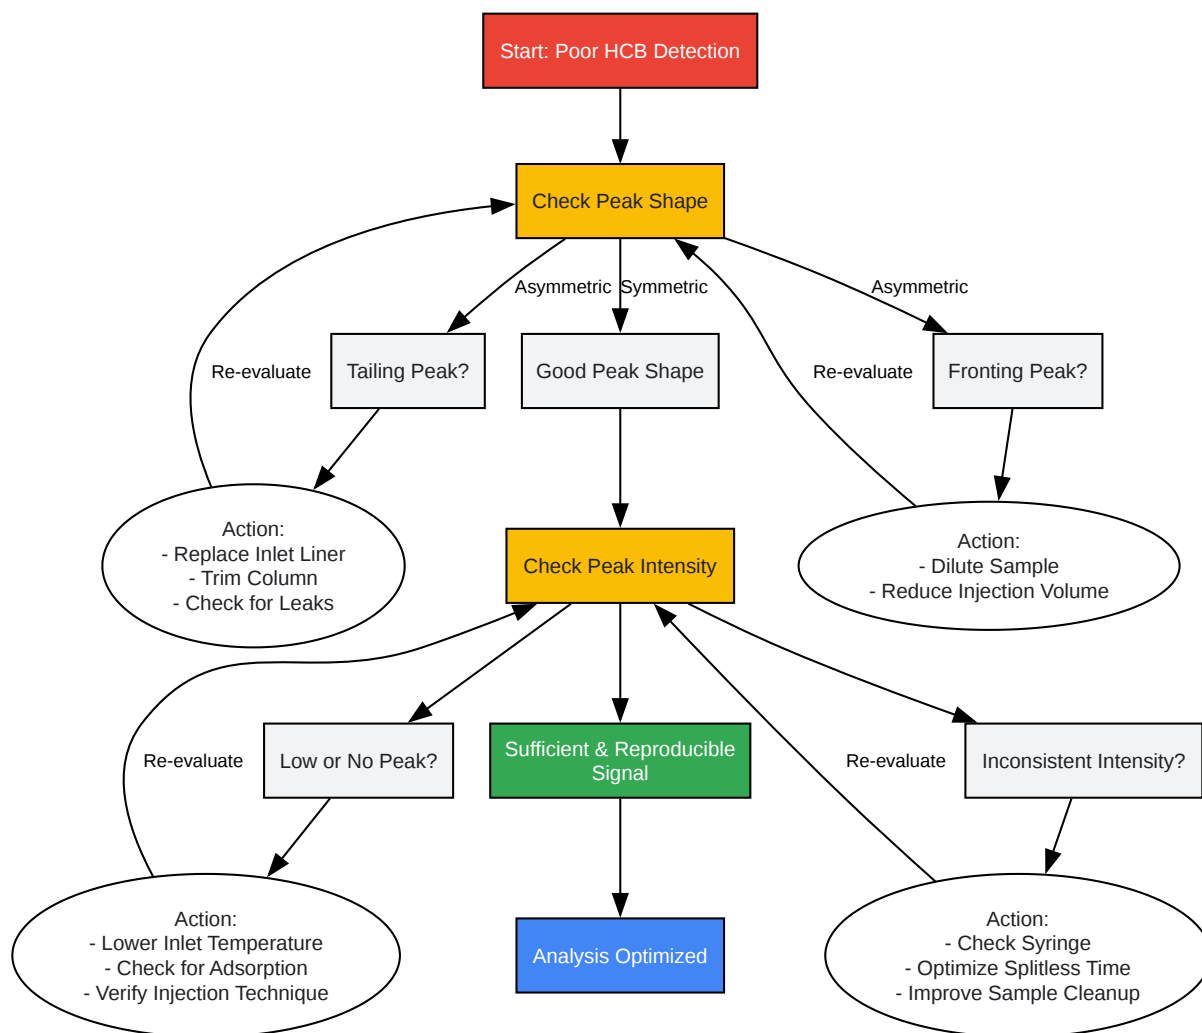 Start: Poor HCB Detection
Check Peak Shape
Asymmetric
Symmetric
Asymmetric
Re-evaluate
Tailing Peak?
Good Peak Shape
Re-evaluate
Fronting Peak?
Action:
- Replace Inlet Liner
- Trim Column
- Check for Leaks
Check Peak Intensity
Action:
- Dilute Sample
- Reduce Injection Volume
Re-evaluate
Low or No Peak?
Sufficient & Reproducible
Signal
Re-evaluate
Inconsistent Intensity?
Action:
- Lower Inlet Temperature
- Check for Adsorption
- Verify Injection Technique
Analysis Optimized
Action:
- Check Syringe
- Optimize Splitless Time
- Improve Sample Cleanup